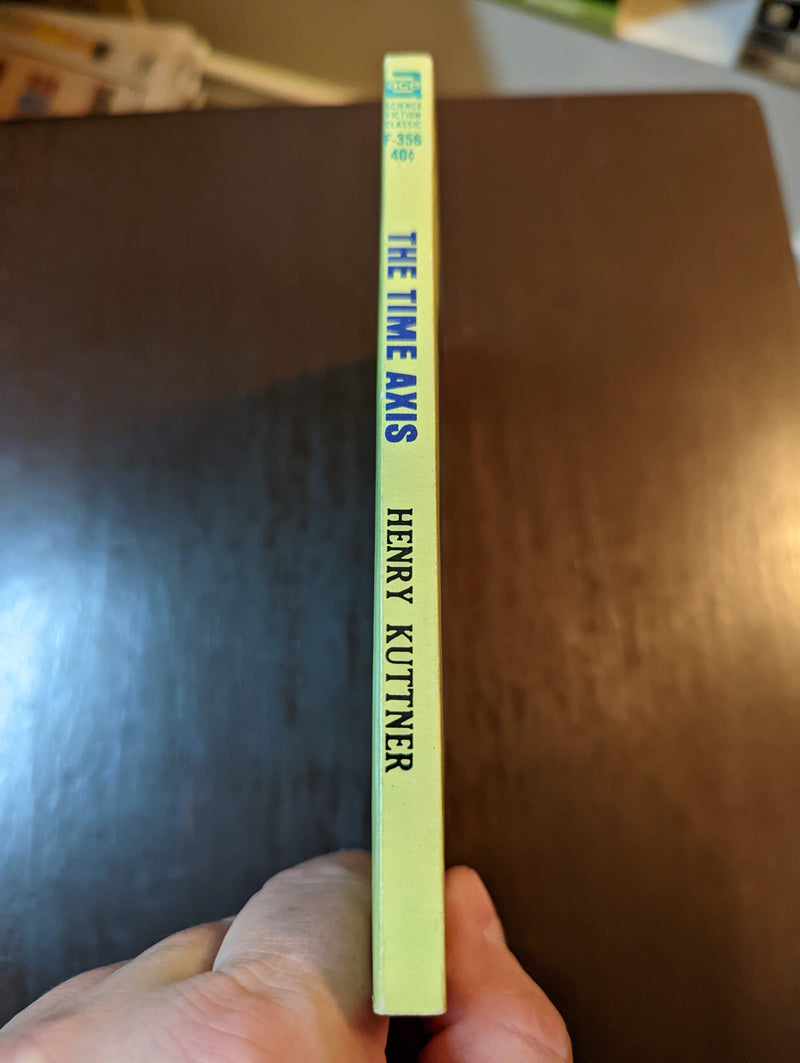 ace
SCIENCE
FICTION
CLASSIC
F-356
40¢
THE TIME AXIS
HENRY KUTTNER